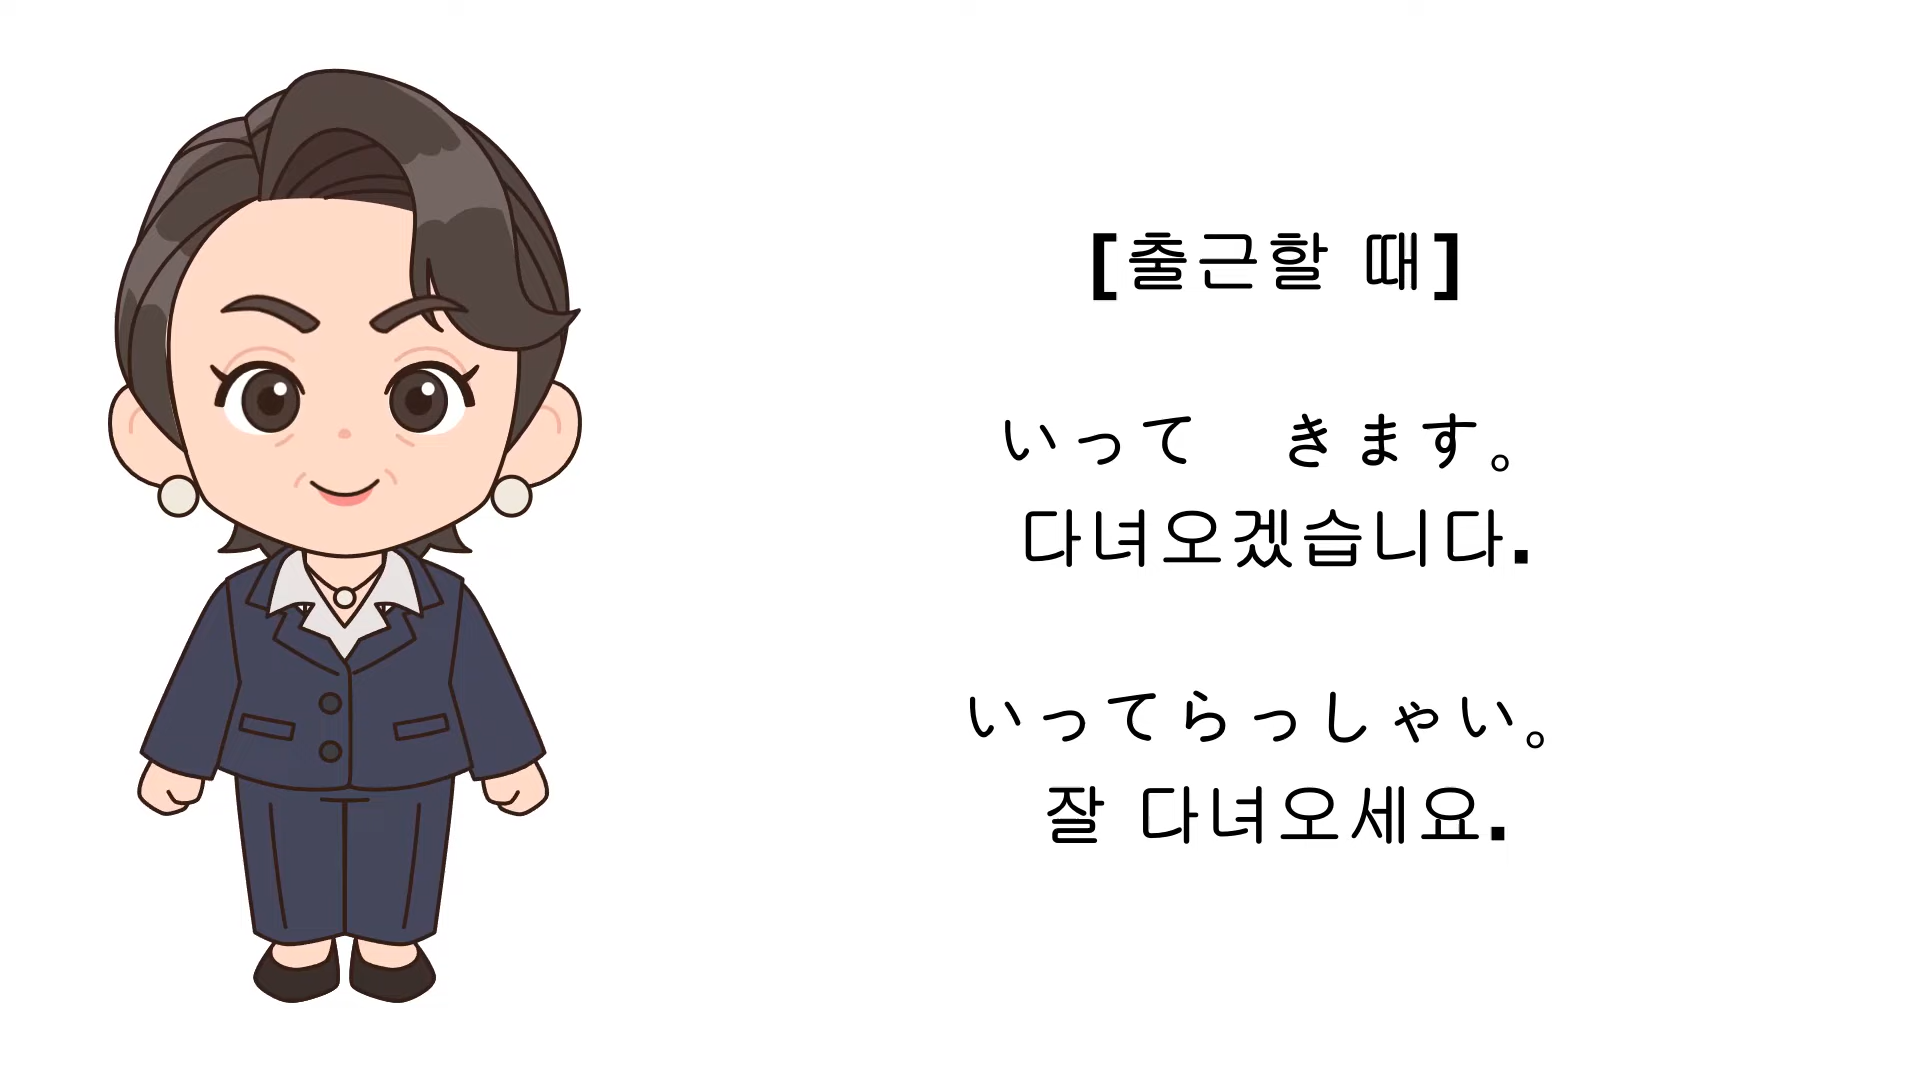 [출근할 때]
いって　きます。
다녀오겠습니다.
いってらっしゃい。
잘 다녀오세요.